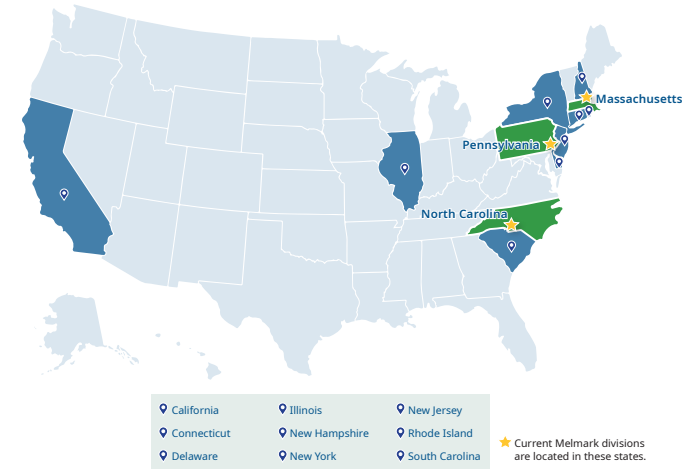 Massachusetts
Pennsylvania
North Carolina
California
Illinois
New Jersey
Connecticut
New Hampshire
Rhode Island
Delaware
New York
South Carolina
Current Melmark divisions
are located in these states.